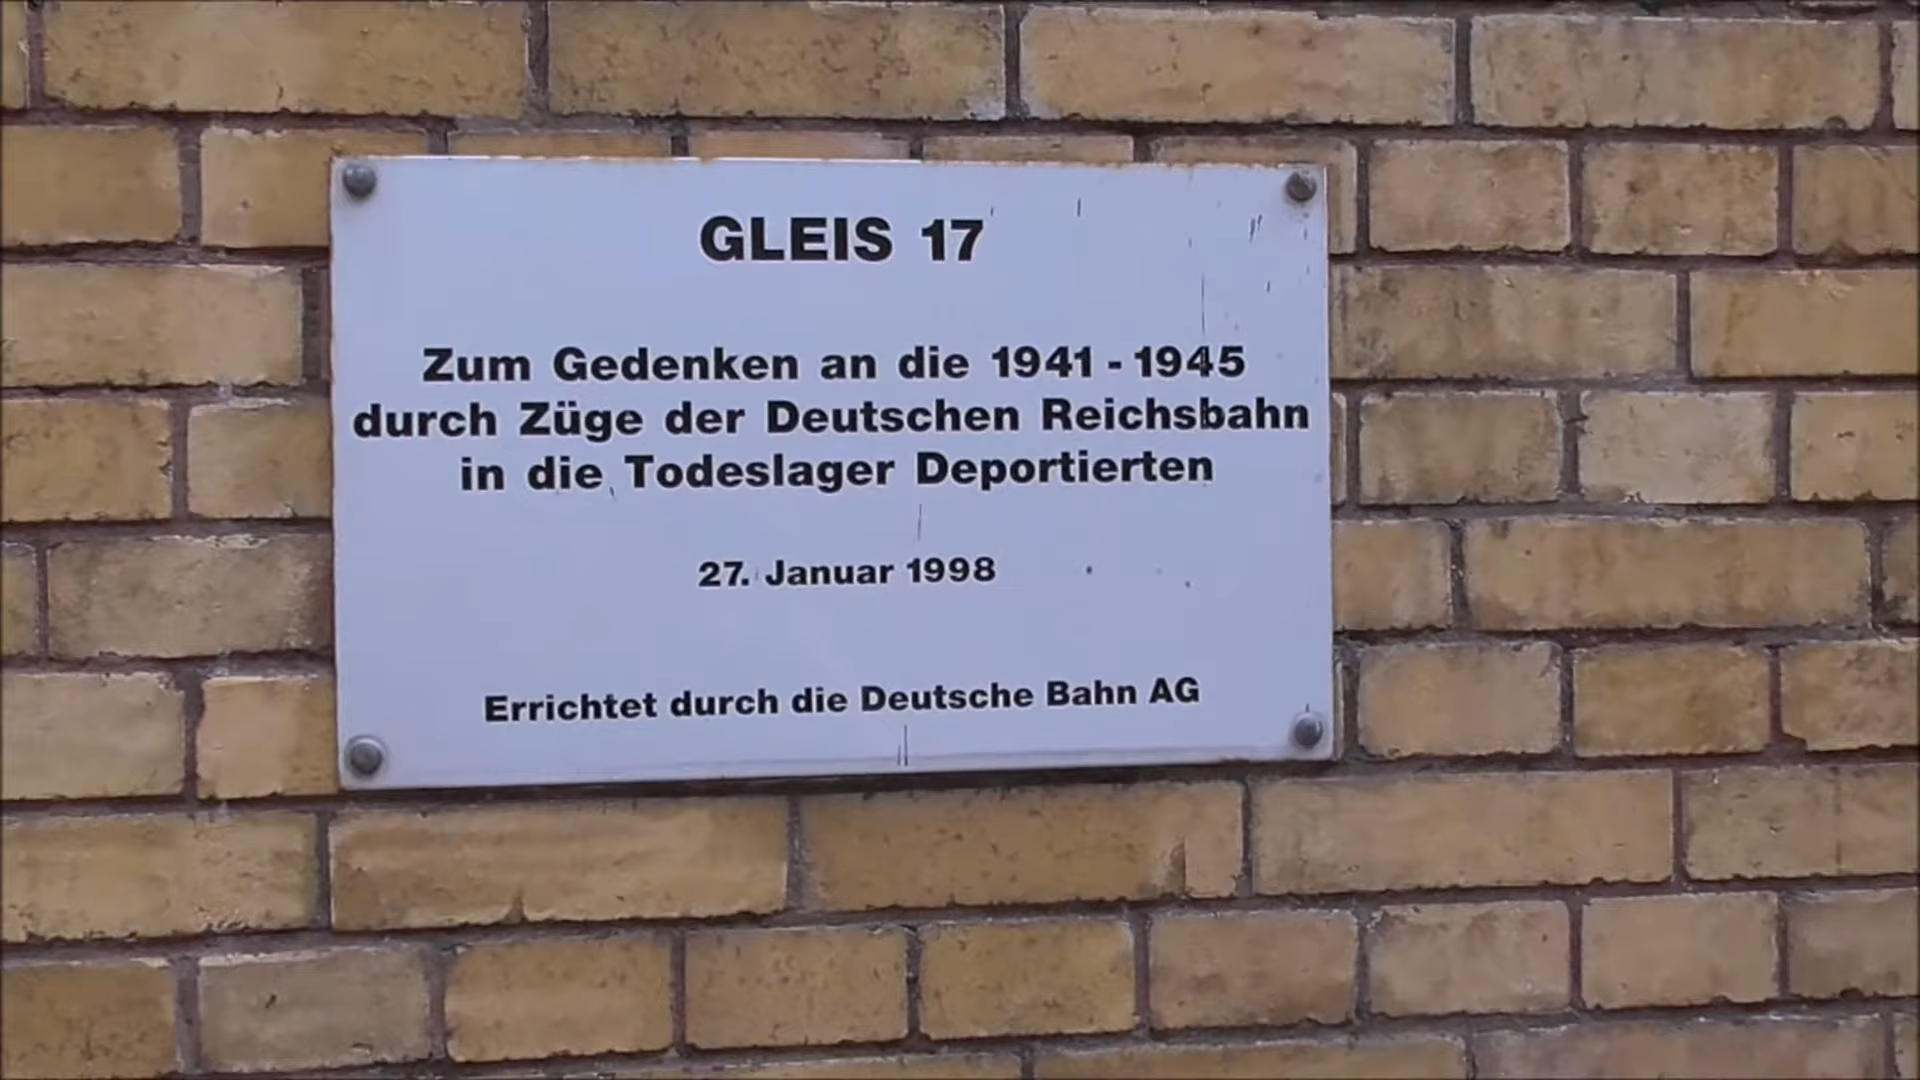 GLEIS 17
Zum Gedenken an die 1941 - 1945
durch Züge der Deutschen Reichsbahn
in die Todeslager Deportierten
27. Januar 1998
Errichtet durch die Deutsche Bahn AG